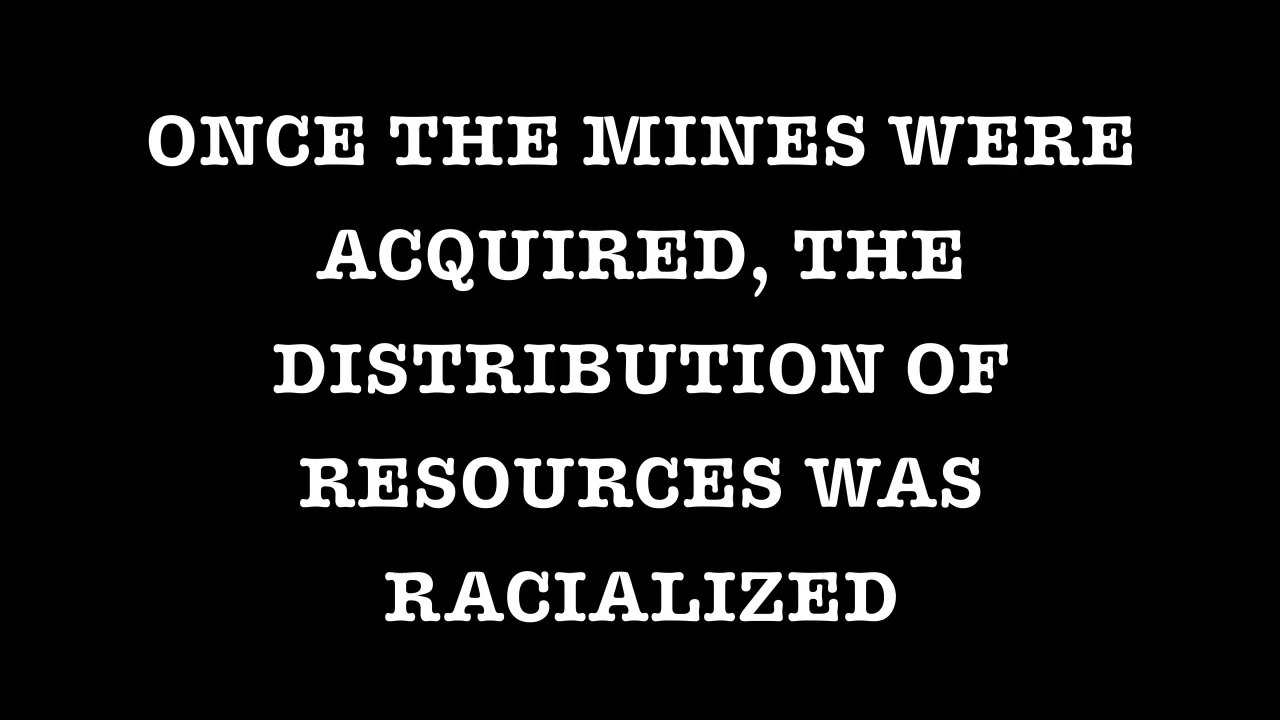 ONCE THE MINES WERE
ACQUIRED, THE
DISTRIBUTION OF
RESOURCES WAS
RACIALIZED